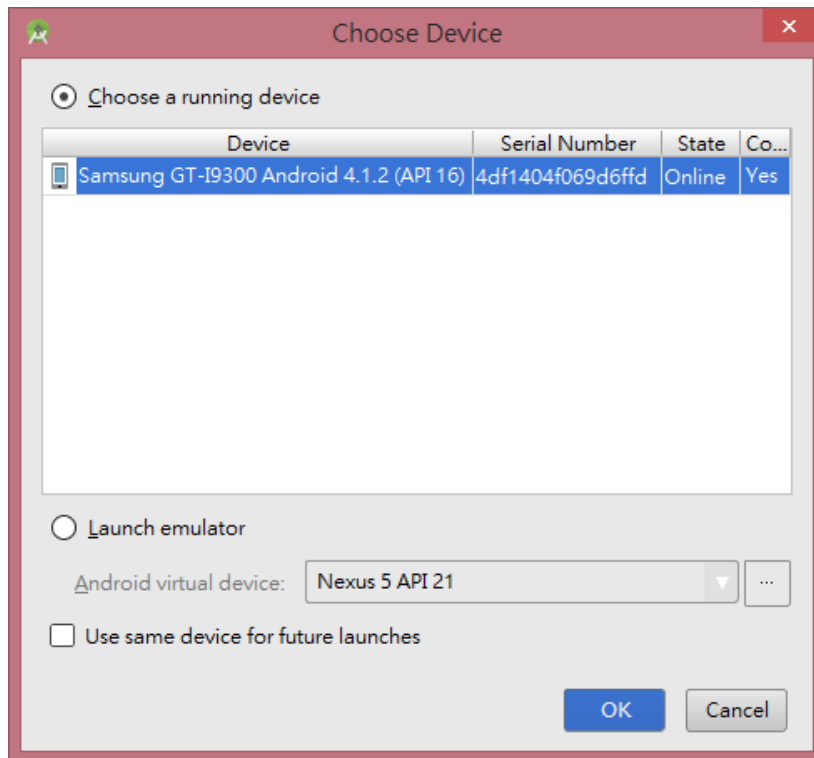 Choose Device
Choose a running device
Device Serial Number State Co...
Samsung GT-I9300 Android 4.1.2 (API 16) 4df1404f069d6ffd Online Yes
Launch emulator
Android virtual device: Nexus 5 API 21 ...
Use same device for future launches
OK Cancel